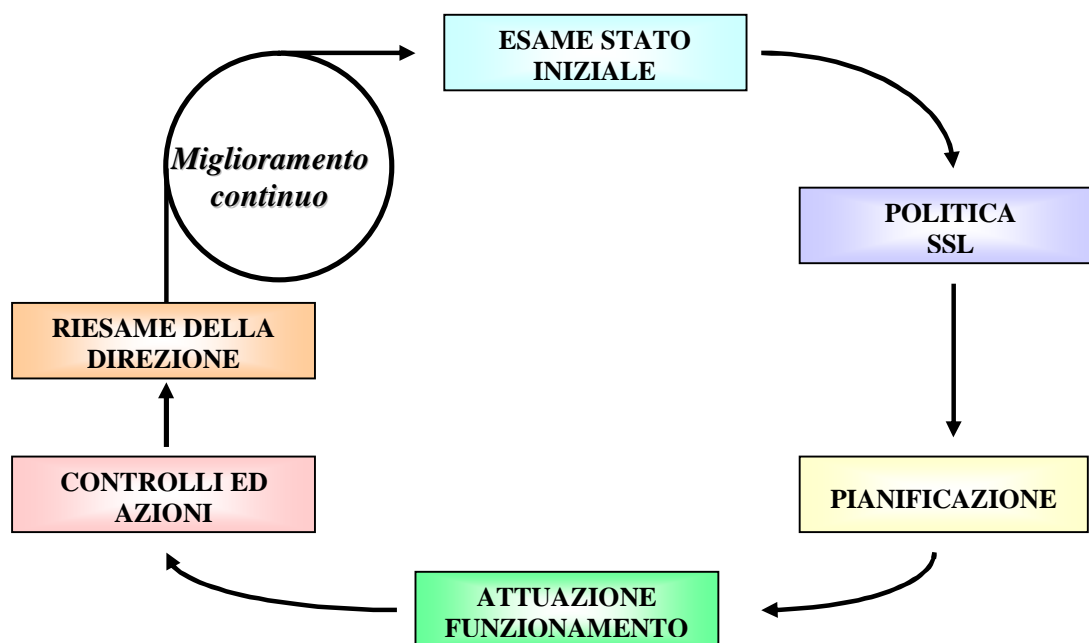 ESAME STATO
INIZIALE
Miglioramento
continuo
POLITICA
SSL
RIESAME DELLA
DIREZIONE
CONTROLLI ED
AZIONI
PIANIFICAZIONE
ATTUAZIONE
FUNZIONAMENTO